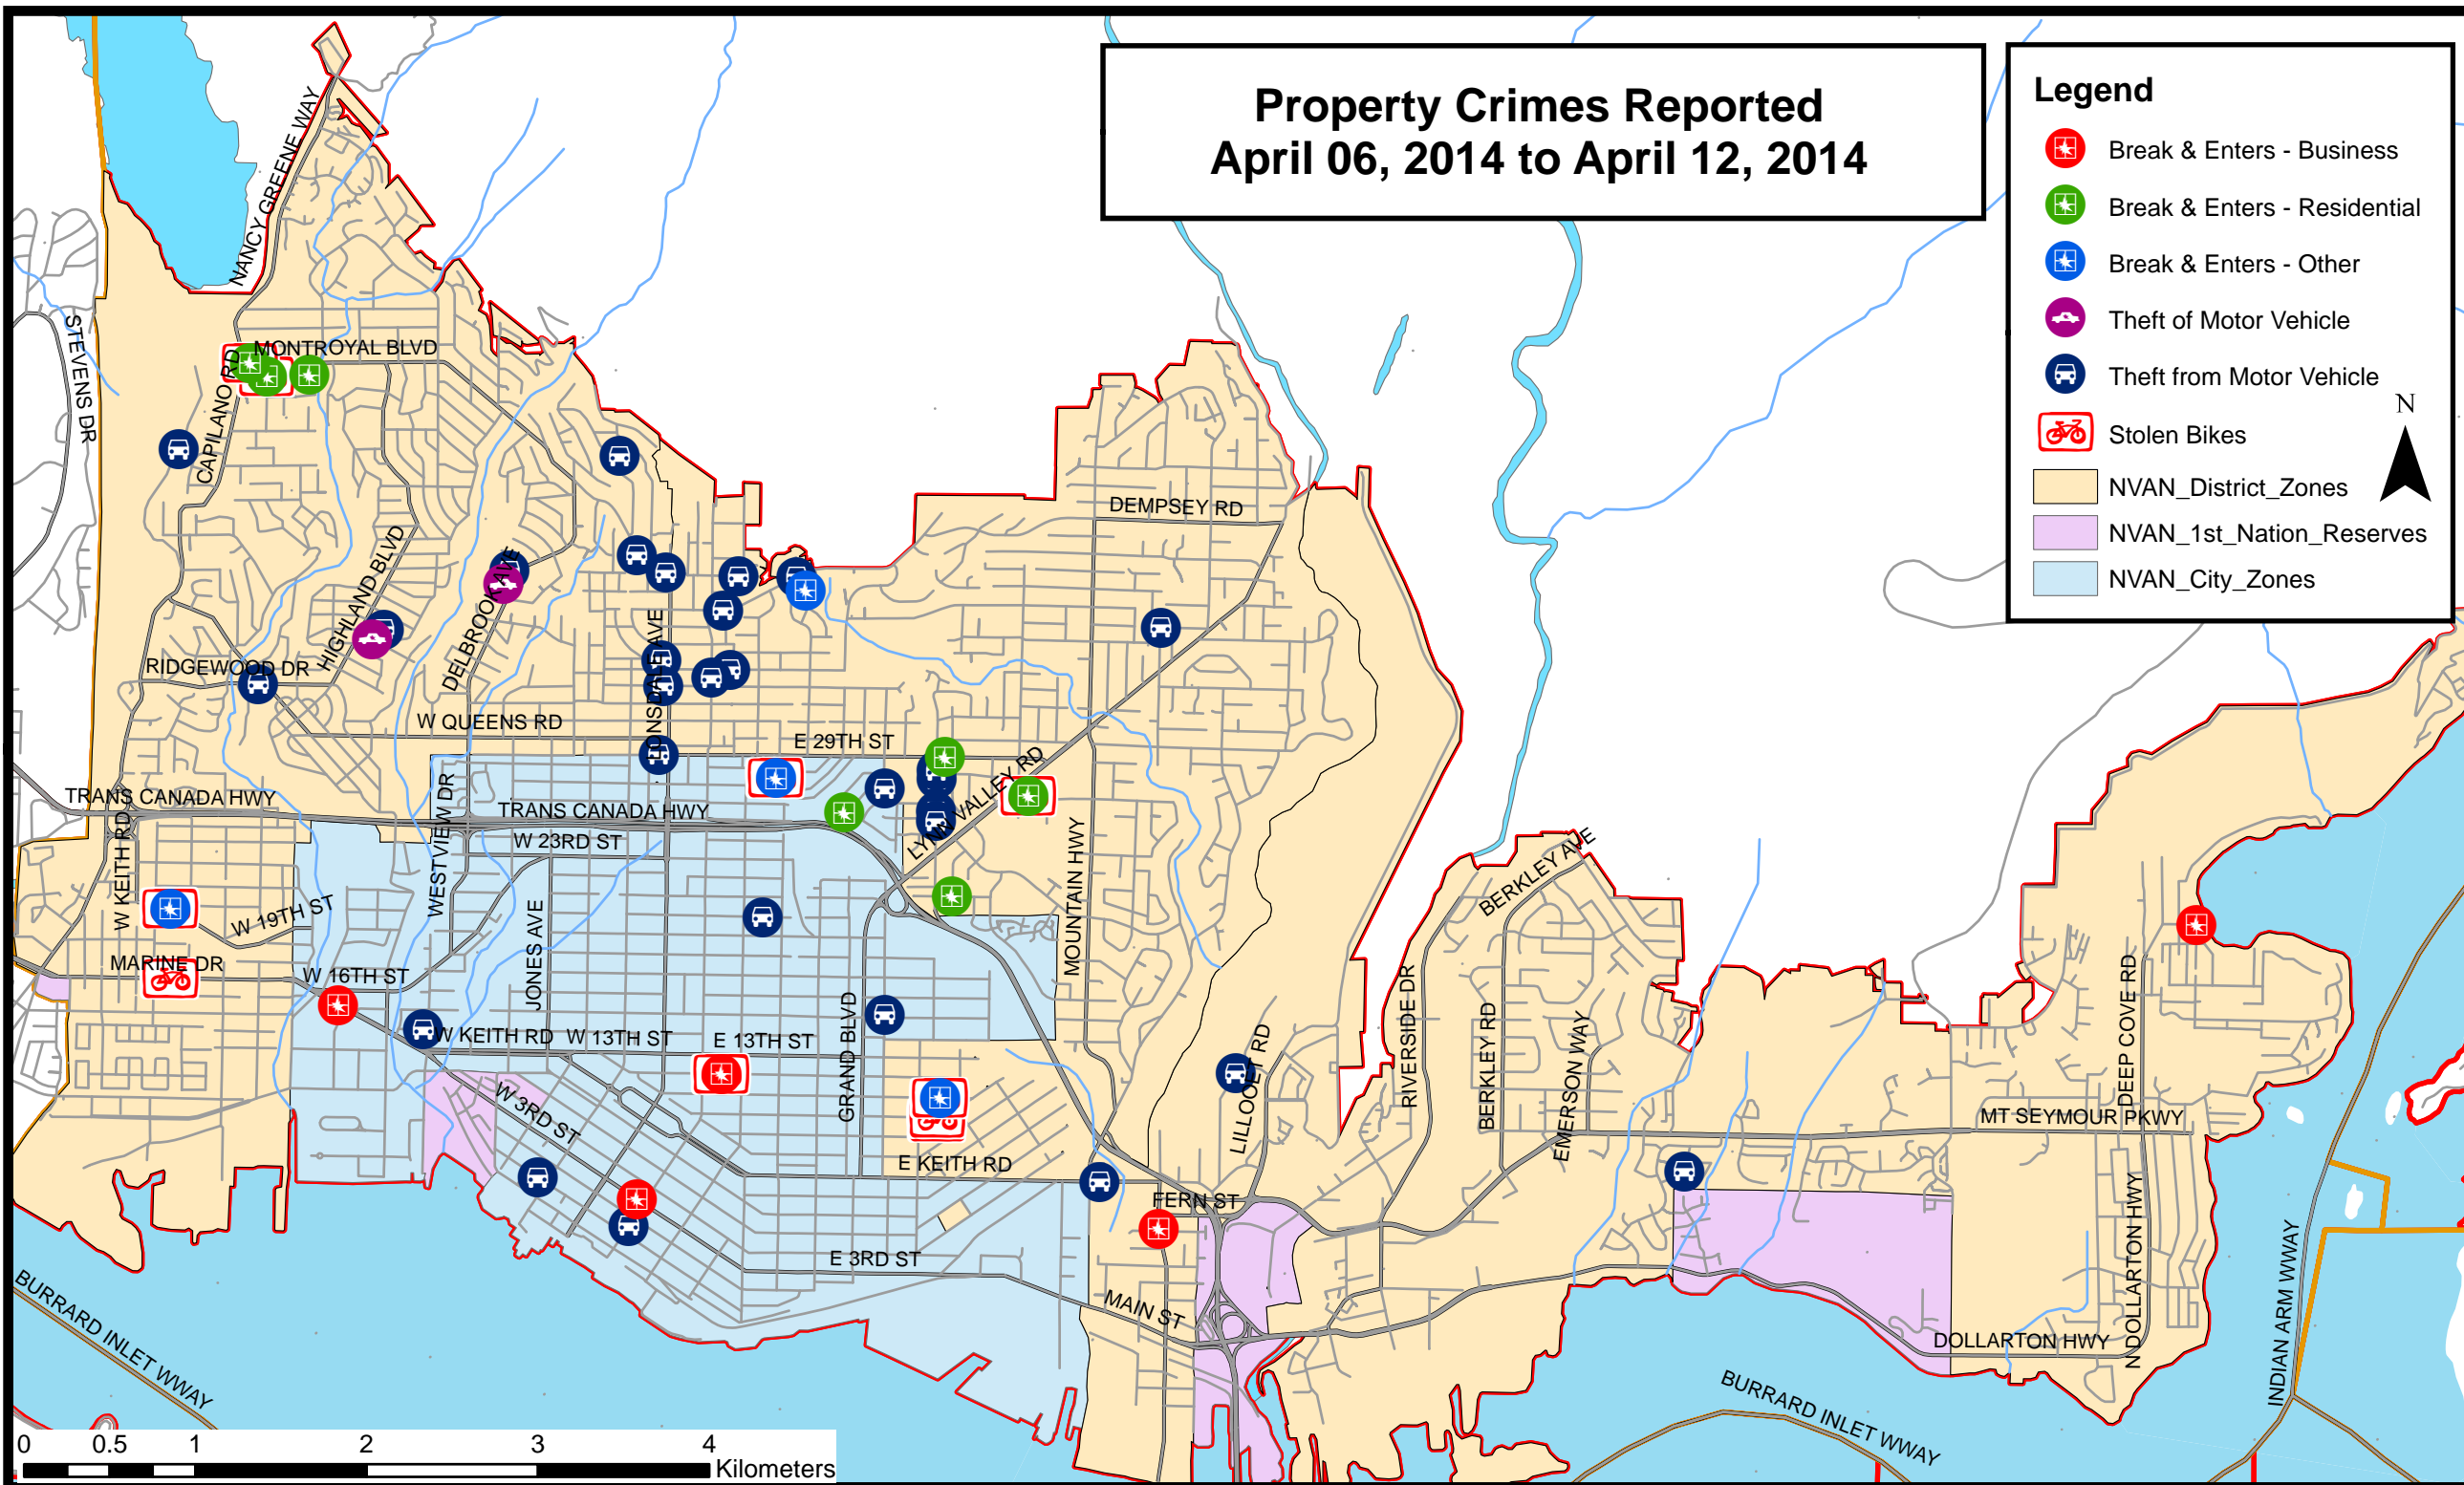 Property Crimes Reported
April 06, 2014 to April 12, 2014
Legend
Break & Enters - Business
Break & Enters - Residential
Break & Enters - Other
Theft of Motor Vehicle
Theft from Motor Vehicle
Stolen Bikes
NVAN_District_Zones
NVAN_1st_Nation_Reserves
NVAN_City_Zones
N
NANCY GREENE WAY
STEVENS DR
MONTROYAL BLVD
CAPILANO RD
DEMPSEY RD
HIGHLAND BLVD
DELBROOK AVE
RIDGEWOOD DR
LONSDALE AVE
W QUEENS RD
E 29TH ST
LYNN VALLEY RD
TRANS CANADA HWY
TRANS CANADA HWY
WESTVIEW DR
W KEITH RD
W 23RD ST
MOUNTAIN HWY
BERKLEY AVE
W 19TH ST
JONES AVE
MARINE DR
W 16TH ST
GRAND BLVD
RIVERSIDE DR
BERKLEY RD
EMERSON WAY
DEEP COVE RD
W KEITH RD
W 13TH ST
E 13TH ST
LILLOOET RD
W 3RD ST
MT SEYMOUR PKWY
E KEITH RD
FERN ST
N DOLLARTON HWY
E 3RD ST
MAIN ST
DOLLARTON HWY
INDIAN ARM WWAY
BURRARD INLET WWAY
BURRARD INLET WWAY
0 0.5 1 2 3 4
Kilometers